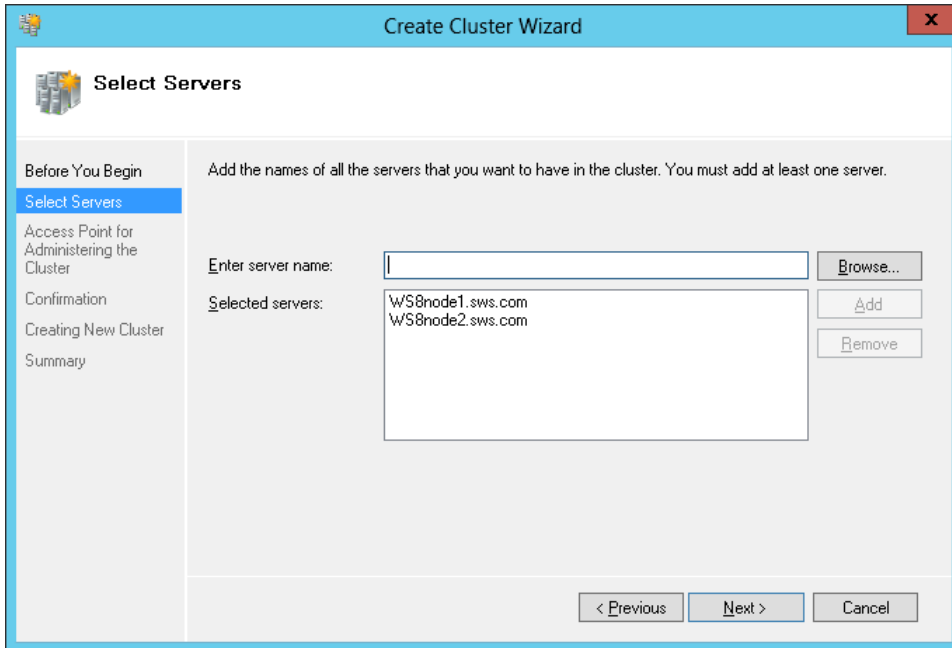 Create Cluster Wizard
x
Select Servers
Before You Begin
Select Servers
Access Point for
Administering the
Cluster
Confirmation
Creating New Cluster
Summary
Add the names of all the servers that you want to have in the cluster. You must add at least one server.
Enter server name:
Browse...
Selected servers:
WS8node1.sws.com
WS8node2.sws.com
Add
Remove
< Previous
Next >
Cancel